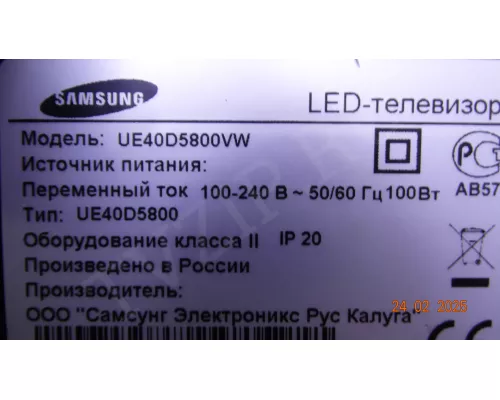 SAMSUNG
LED-телевизор
Модель: UE40D5800VW
Источник питания:
Переменный ток 100-240 В ~ 50/60 Гц 100Вт
АВ57
Тип: UE40D5800
Оборудование класса II IP 20
Произведено в России
Производитель:
24 02 2025
ООО "Самсунг Электроникс Рус Калуга"